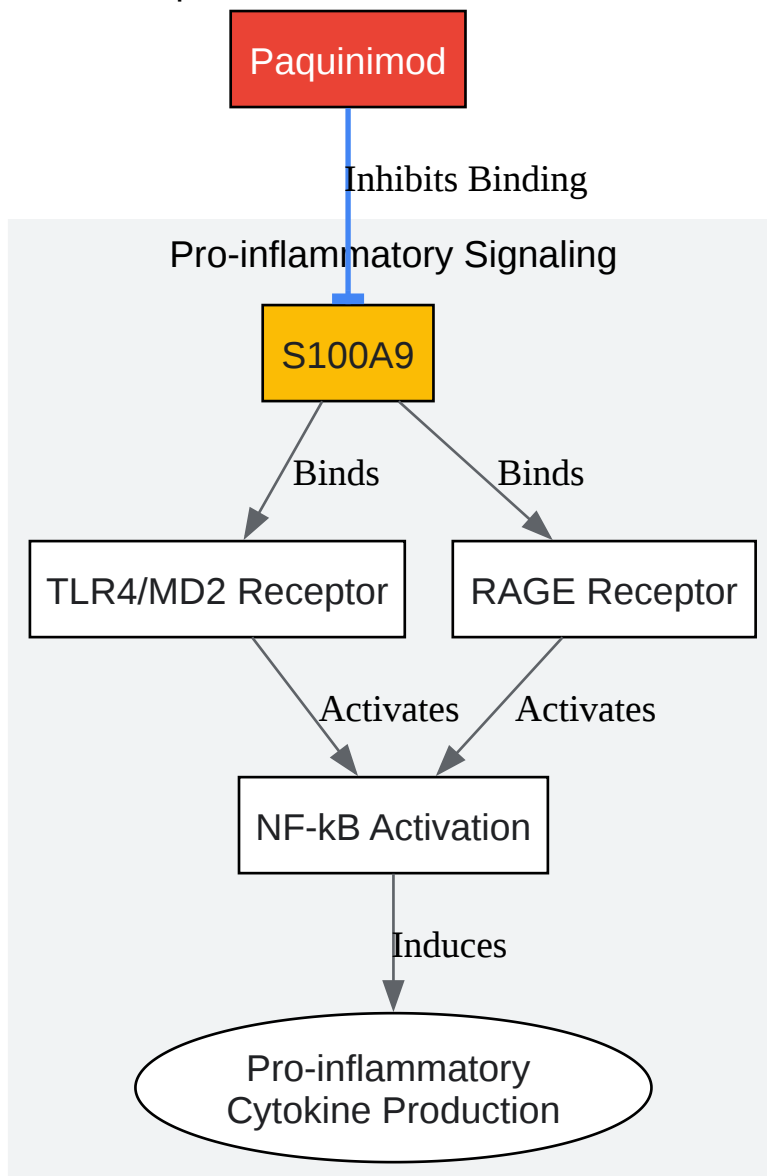 Paquinimod
Inhibits Binding
Pro-inflammatory Signaling
S100A9
Binds
Binds
TLR4/MD2 Receptor
RAGE Receptor
Activates
Activates
NF-kB Activation
Induces
Pro-inflammatory
Cytokine Production